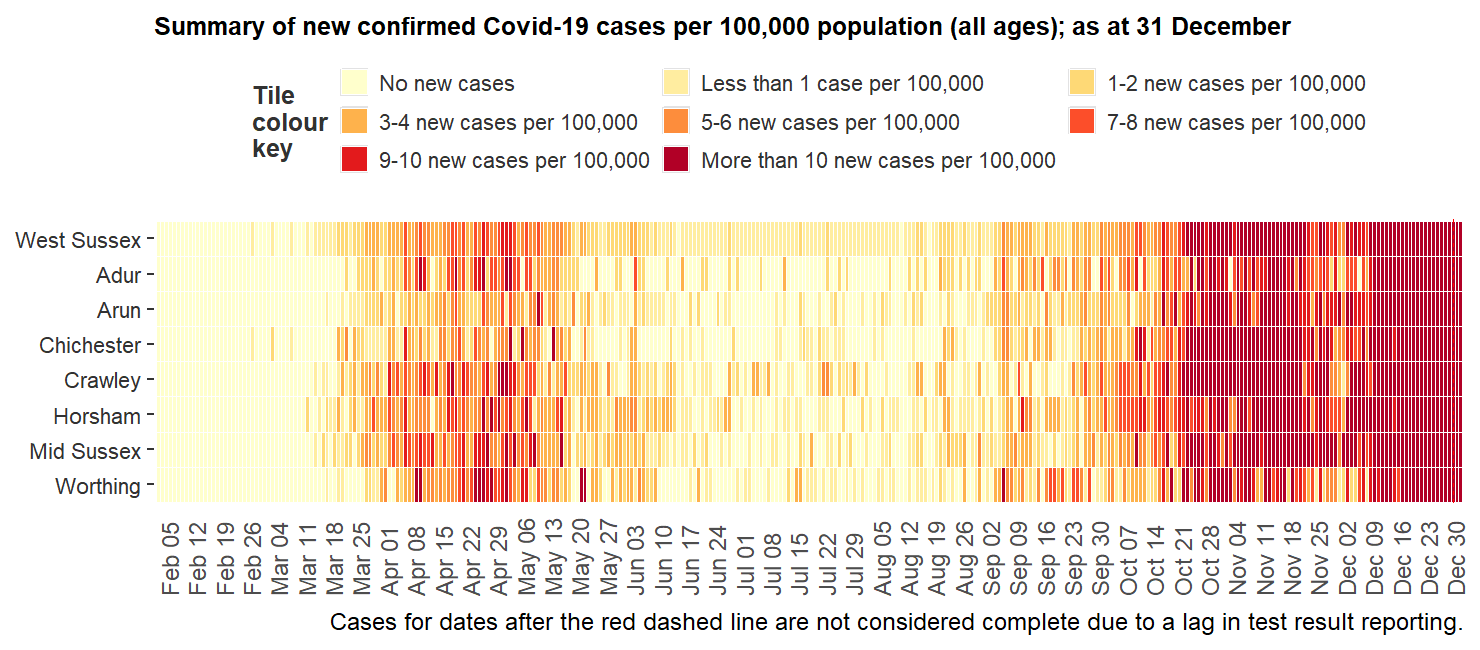 Summary of new confirmed Covid-19 cases per 100,000 population (all ages); as at 31 December
Tile
colour
key
No new cases
Less than 1 case per 100,000
1-2 new cases per 100,000
3-4 new cases per 100,000
5-6 new cases per 100,000
7-8 new cases per 100,000
9-10 new cases per 100,000
More than 10 new cases per 100,000
West Sussex
Adur
Arun
Chichester
Crawley
Horsham
Mid Sussex
Worthing
Feb 05
Feb 12
Feb 19
Feb 26
Mar 04
Mar 11
Mar 18
Mar 25
Apr 01
Apr 08
Apr 15
Apr 22
Apr 29
May 06
May 13
May 20
May 27
Jun 03
Jun 10
Jun 17
Jun 24
Jul 01
Jul 08
Jul 15
Jul 22
Jul 29
Aug 05
Aug 12
Aug 19
Aug 26
Sep 02
Sep 09
Sep 16
Sep 23
Sep 30
Oct 07
Oct 14
Oct 21
Oct 28
Nov 04
Nov 11
Nov 18
Nov 25
Dec 02
Dec 09
Dec 16
Dec 23
Dec 30
Cases for dates after the red dashed line are not considered complete due to a lag in test result reporting.